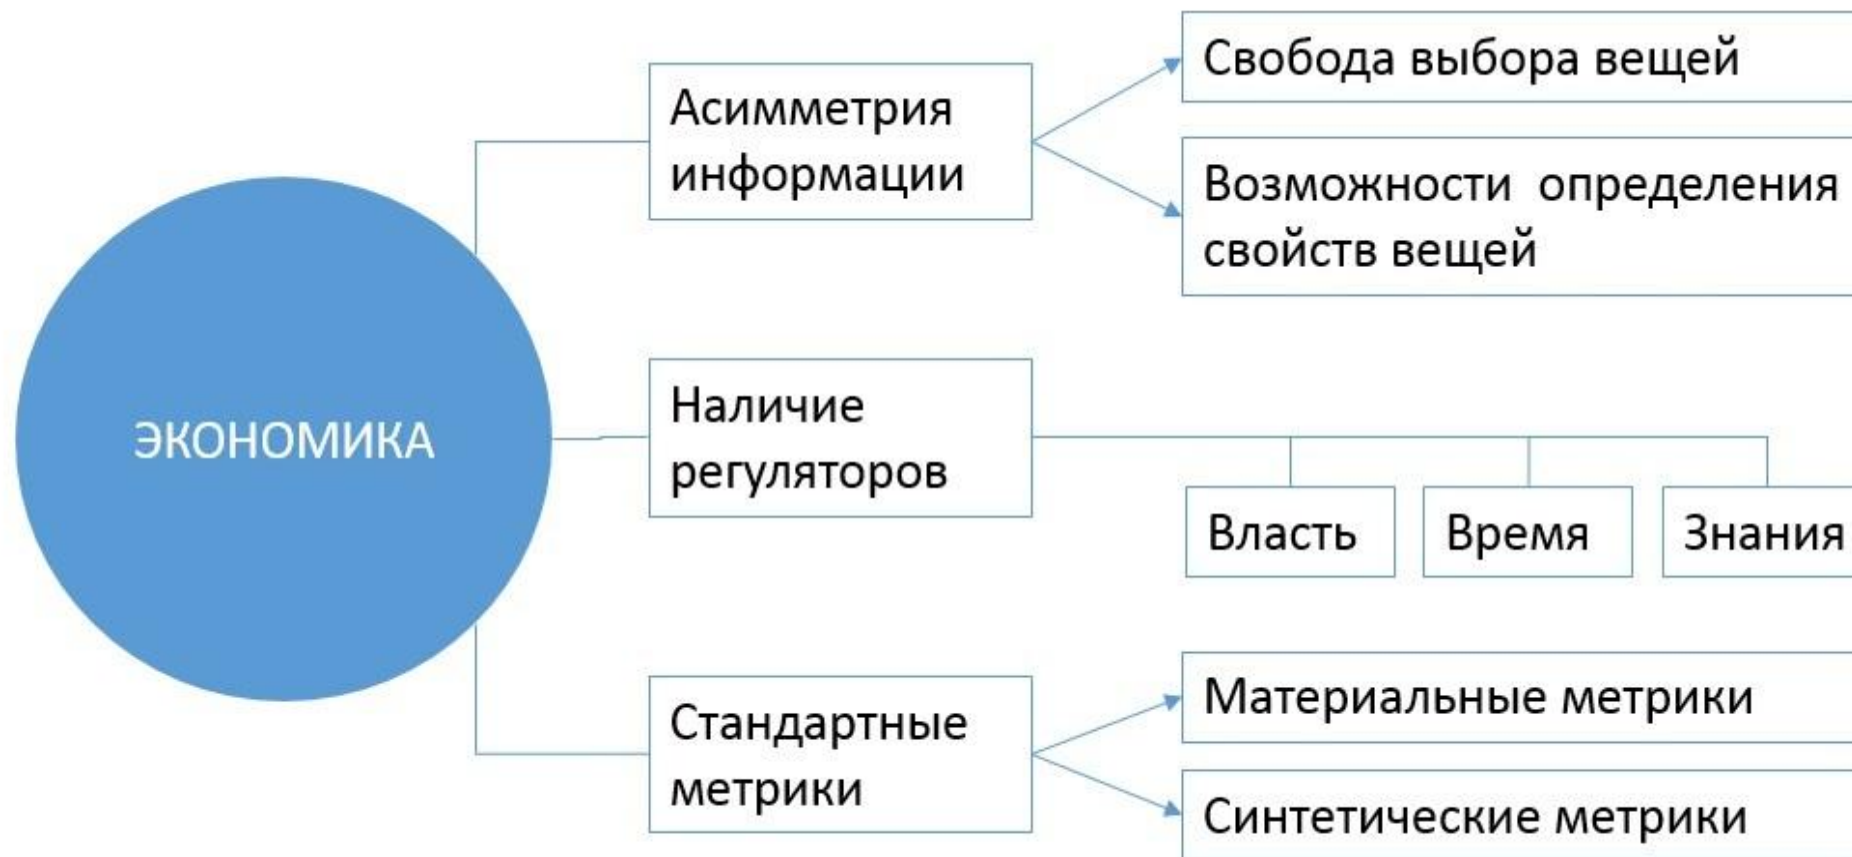 ЭКОНОМИКА
Асимметрия
информации
Свобода выбора вещей
Возможности определения
свойств вещей
Наличие
регуляторов
Власть
Время
Знания
Стандартные
метрики
Материальные метрики
Синтетические метрики